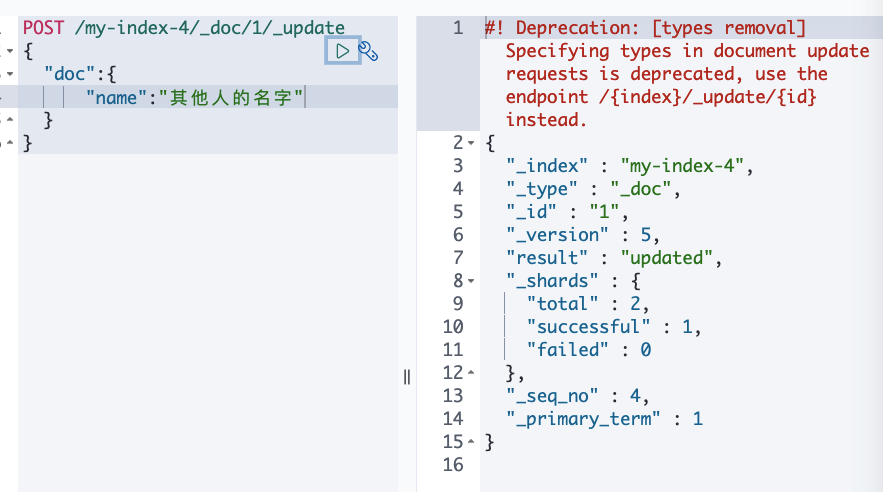 POST /my-index-4/_doc/1/_update
{
"doc":{
"name":"其他人的名字"
}
}
1 #! Deprecation: [types removal]
Specifying types in document update
requests is deprecated, use the
endpoint /{index}/_update/{id}
instead.
2 {
3 "_index" : "my-index-4",
4 "_type" : "_doc",
5 "_id" : "1",
6 "_version" : 5,
7 "result" : "updated",
8 "_shards" : {
9 "total" : 2,
10 "successful" : 1,
11 "failed" : 0
12 },
13 "_seq_no" : 4,
14 "_primary_term" : 1
15 }
16